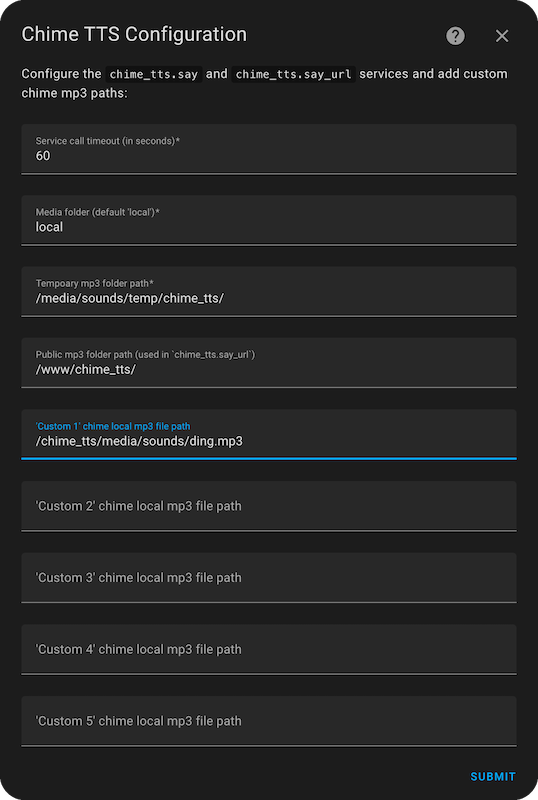 Chime TTS Configuration
Configure the chime_tts.say and chime_tts.say_url services and add custom
chime mp3 paths:
Service call timeout (in seconds)*
60
Media folder (default 'local')*
local
Tempoary mp3 folder path*
/media/sounds/temp/chime_tts/
Public mp3 folder path (used in `chime_tts.say_url`)
/www/chime_tts/
'Custom 1' chime local mp3 file path
/chime_tts/media/sounds/ding.mp3
'Custom 2' chime local mp3 file path
'Custom 3' chime local mp3 file path
'Custom 4' chime local mp3 file path
'Custom 5' chime local mp3 file path
SUBMIT